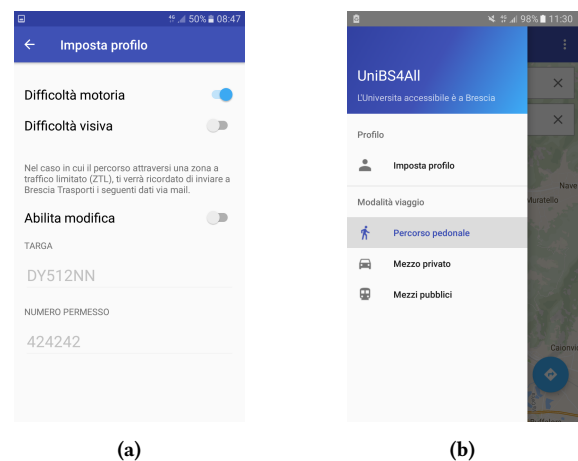 50% 08:47
Imposta profilo
Difficoltà motoria
Difficoltà visiva
Nel caso in cui il percorso attraversi una zona a
traffico limitato (ZTL), ti verrà ricordato di inviare a
Brescia Trasporti i seguenti dati via mail.
Abilita modifica
TARGA
DY512NN
NUMERO PERMESSO
424242
(a)
98% 11:30
UniBS4All
L'Universita accessibile è a Brescia
Profilo
Imposta profilo
Modalità viaggio
Percorso pedonale
Mezzo privato
Mezzi pubblici
Nave
Muratello
Caionvi
(b)